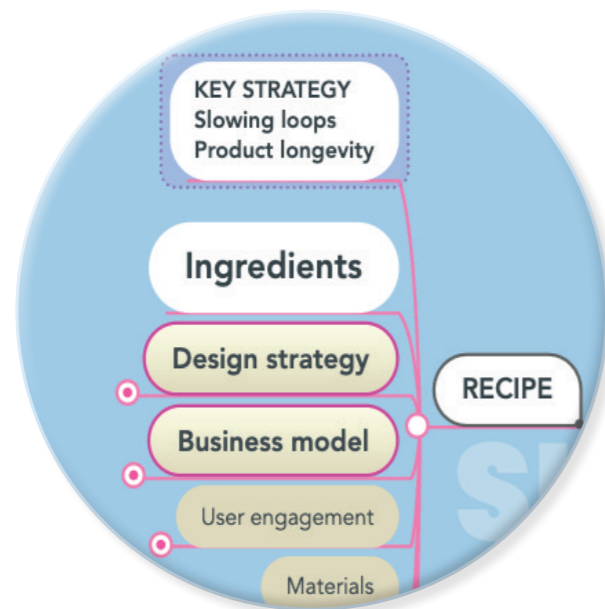 KEY STRATEGY
Slowing loops
Product longevity
Ingredients
Design strategy
Business model
User engagement
Materials
RECIPE